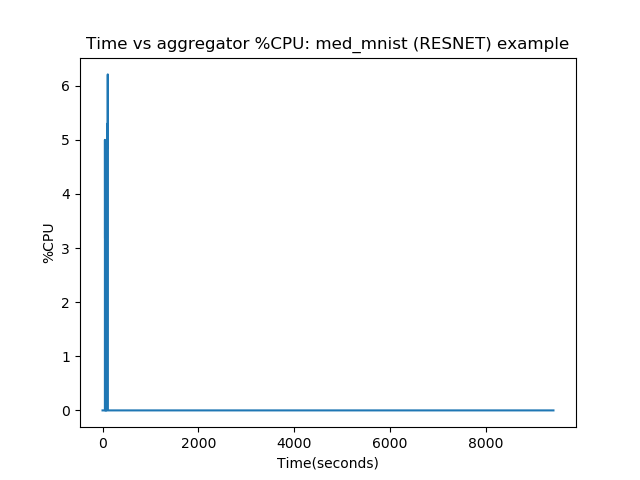 Time vs aggregator %CPU: med_mnist (RESNET) example
%CPU
6
5
4
3
2
1
0
0 2000 4000 6000 8000
Time(seconds)